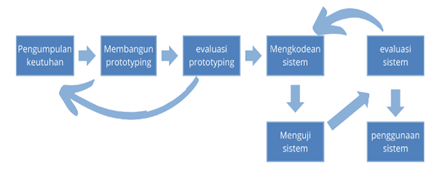 Pengumpulan
keutuhan
Membangun
prototyping
evaluasi
prototyping
Mengkodean
sistem
evaluasi
sistem
Menguji
sistem
penggunaan
sistem